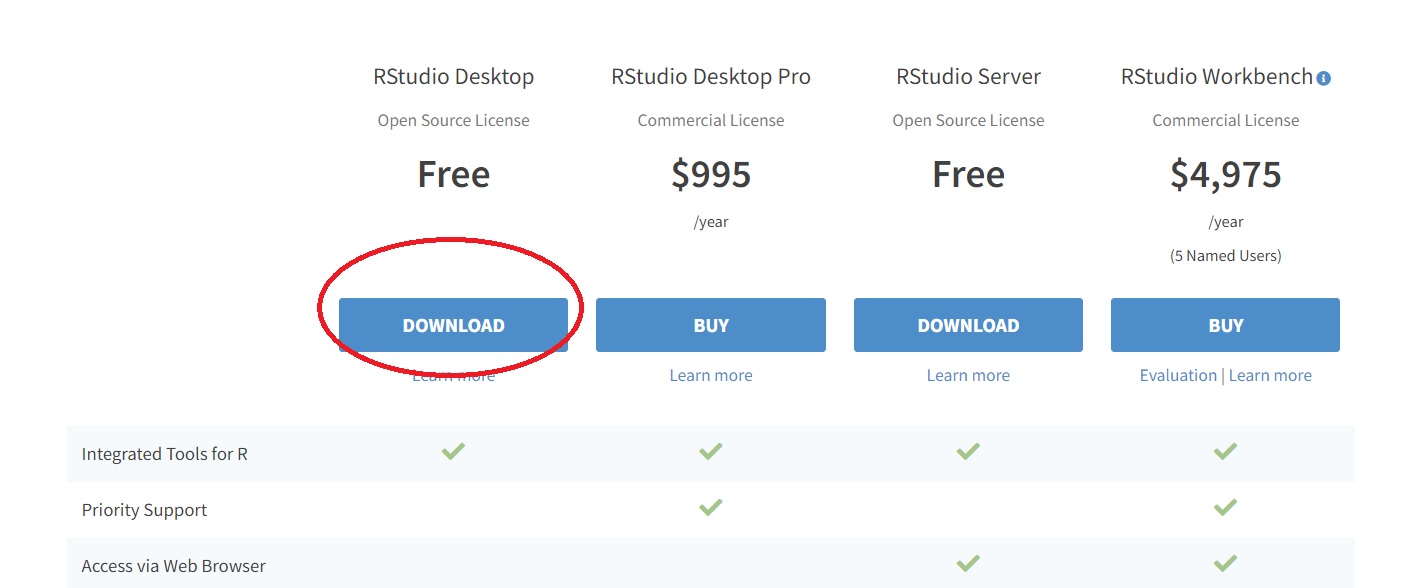 RStudio Desktop
Open Source License
Free
DOWNLOAD
Learn more
RStudio Desktop Pro
Commercial License
$995
/year
BUY
Learn more
RStudio Server
Open Source License
Free
DOWNLOAD
Learn more
RStudio Workbench
Commercial License
$4,975
/year
(5 Named Users)
BUY
Evaluation | Learn more
Integrated Tools for R
Priority Support
Access via Web Browser